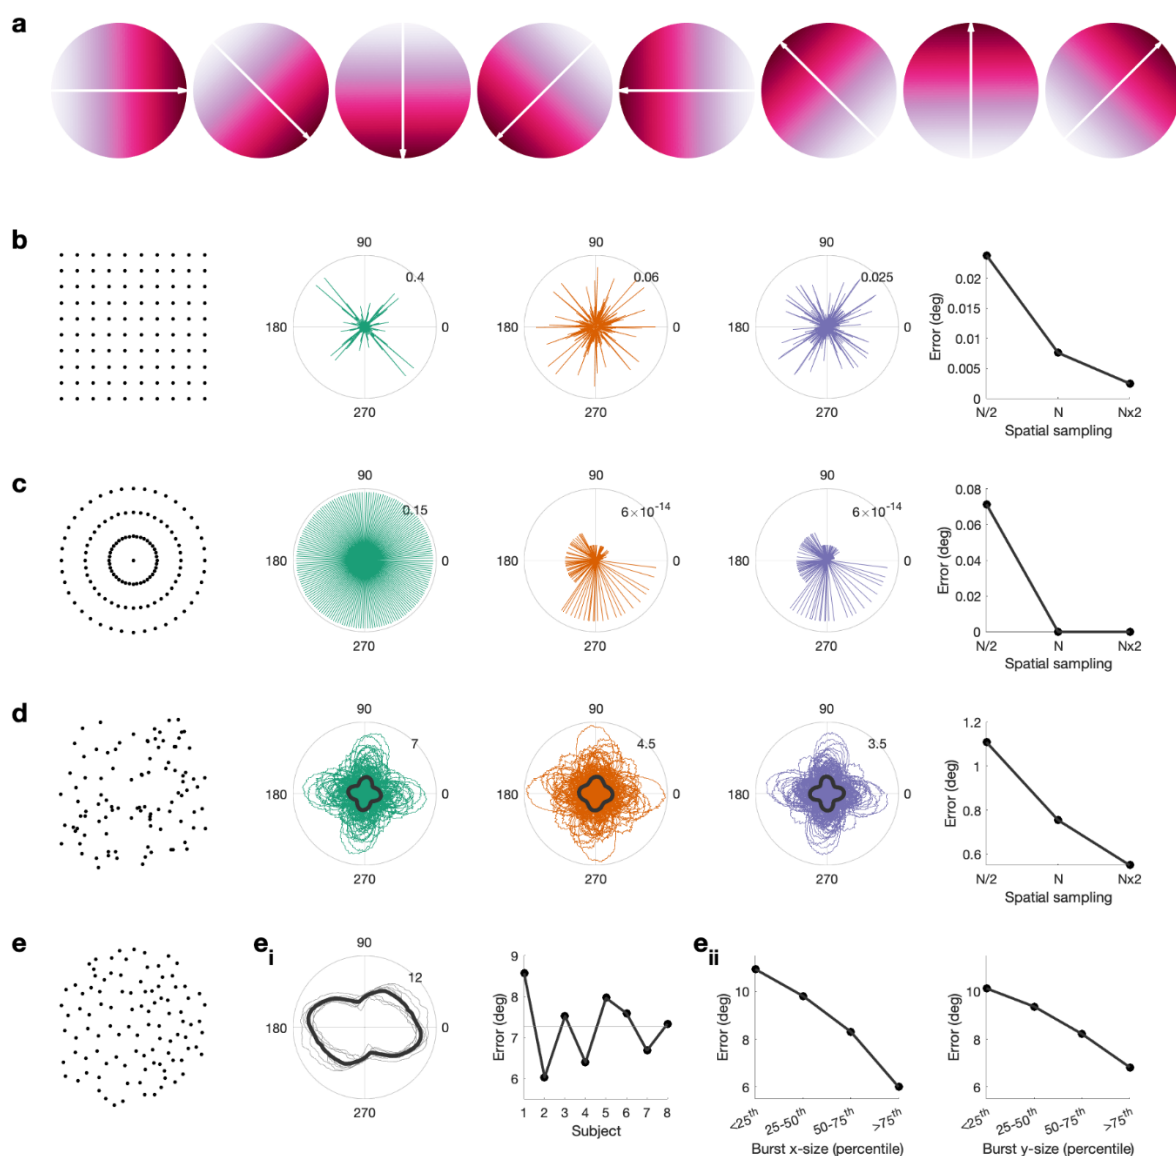 a
b
90
0.4
180
0
270
90
0.06
180
0
270
90
0.025
180
0
270
Error (deg)
0.02
0.015
0.01
0.005
0
N/2
N
Nx2
Spatial sampling
c
90
0.15
180
0
270
90
6×10⁻¹⁴
180
0
270
90
6×10⁻¹⁴
180
0
270
Error (deg)
0.08
0.06
0.04
0.02
0
N/2
N
Nx2
Spatial sampling
d
90
7
180
0
270
90
4.5
180
0
270
90
3.5
180
0
270
Error (deg)
1.2
1
0.8
0.6
N/2
N
Nx2
Spatial sampling
e
e i
90
12
180
0
270
Error (deg)
9
8
7
6
1 2 3 4 5 6 7 8
Subject
e ii
Error (deg)
10
8
6
<25th
25-50th
50-75th
>75th
Burst x-size (percentile)
Error (deg)
10
8
6
<25th
25-50th
50-75th
>75th
Burst y-size (percentile)